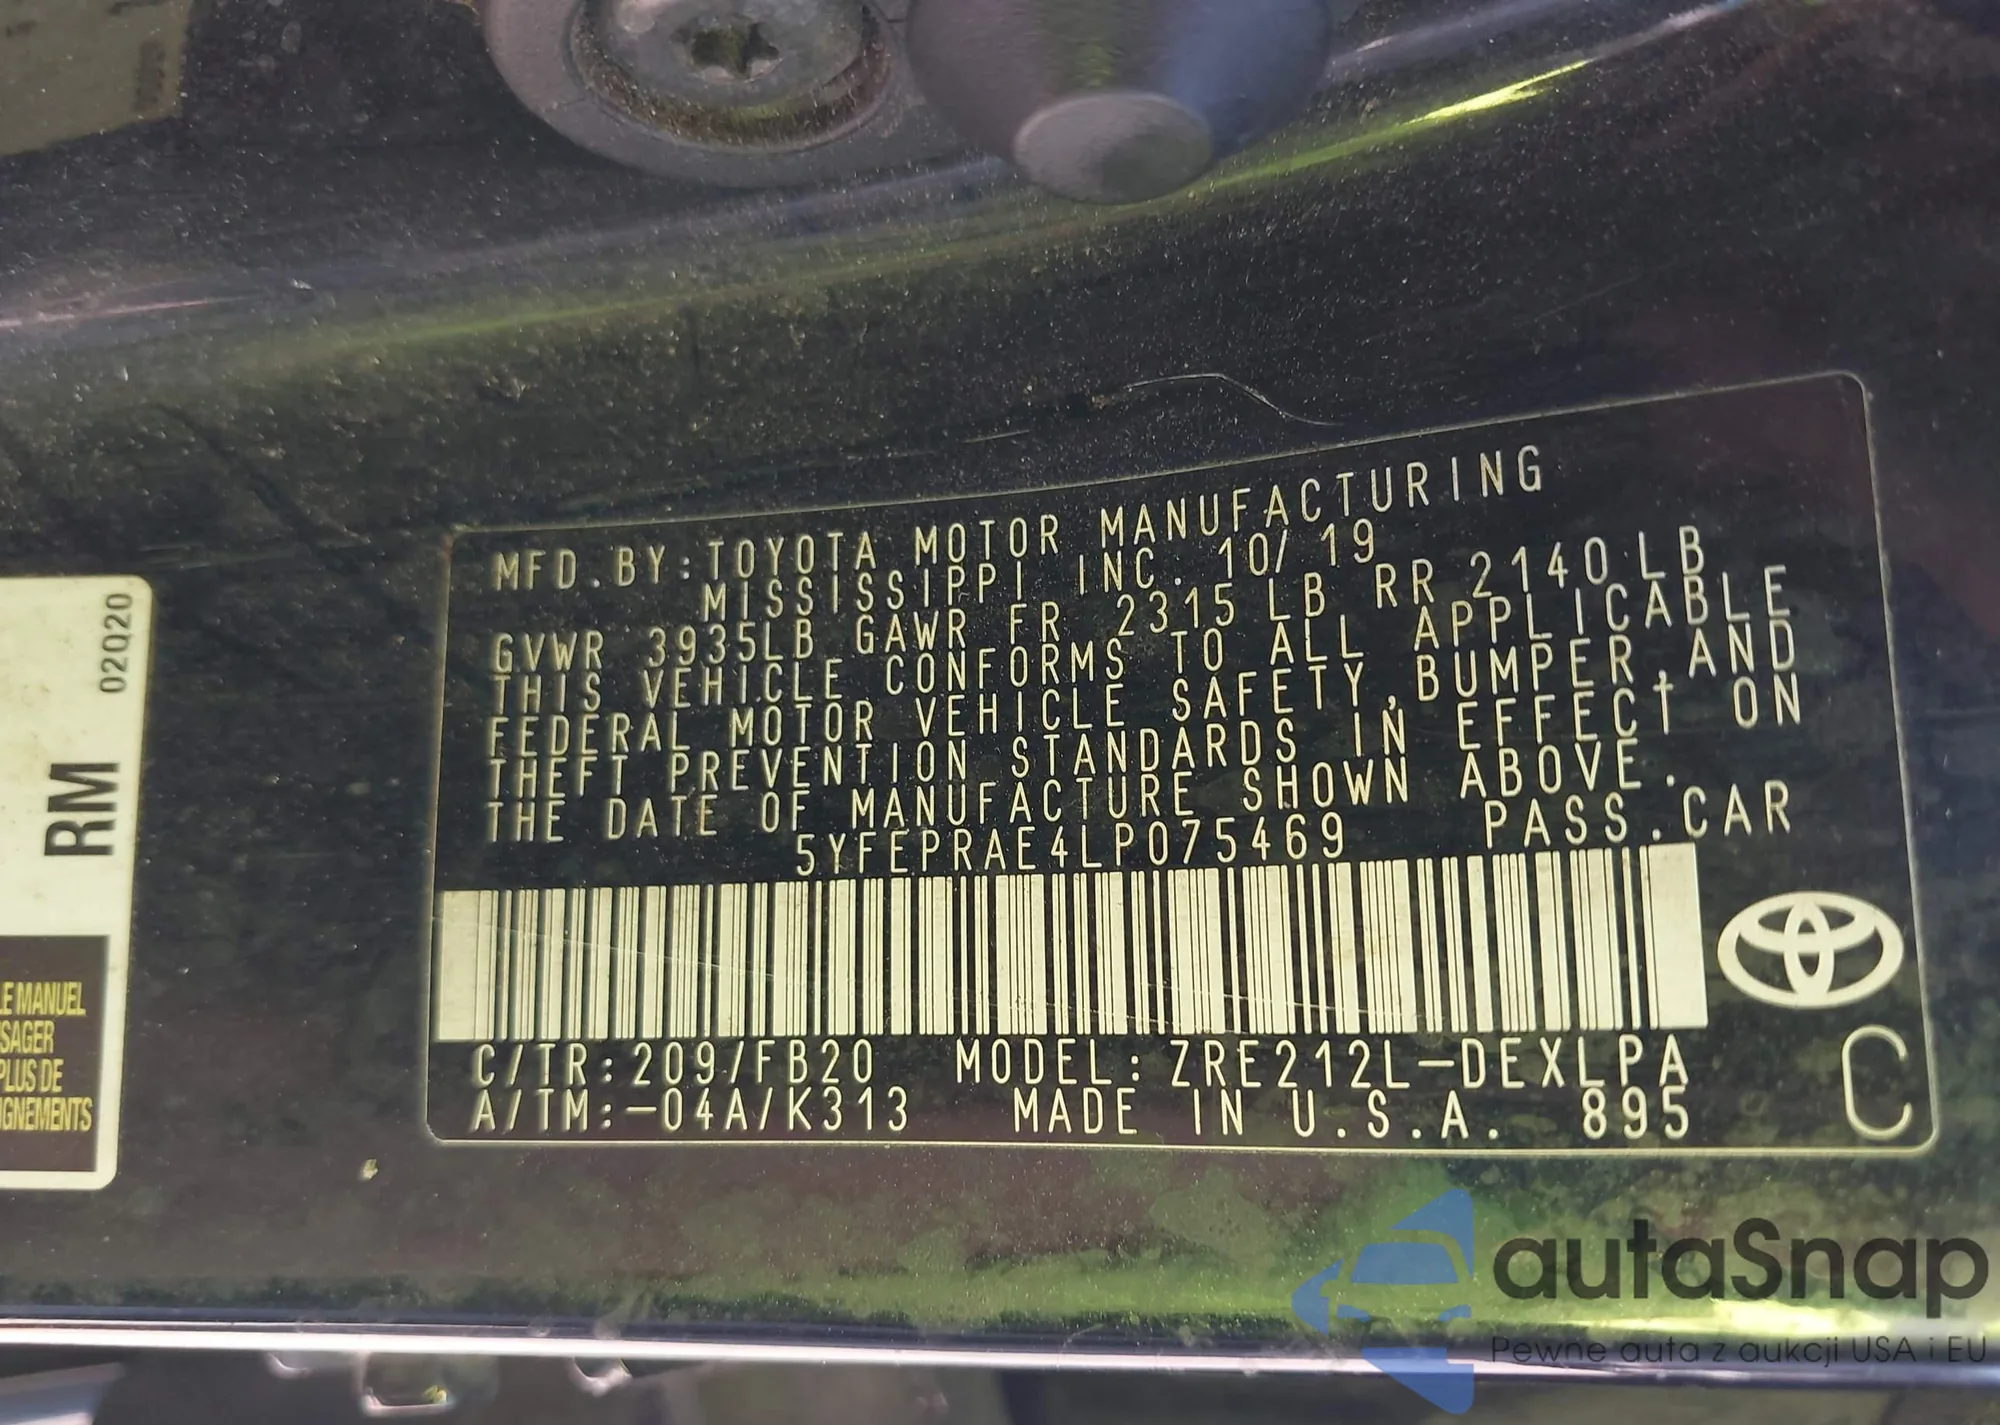 MFD.BY:TOYOTA MOTOR MANUFACTURING
MISSISSIPPI INC. 10/19
GVWR 3935LB GAWR FR 2315 LB RR 2140 LB
THIS VEHICLE CONFORMS TO ALL APPLICABLE
FEDERAL MOTOR VEHICLE SAFETY,BUMPER,AND
THEFT PREVENTION STANDARDS IN EFFECT ON
THE DATE OF MANUFACTURE SHOWN ABOVE.
5YFEPRAE4LP075469 PASS.CAR
C/TR:209/FB20 MODEL:ZRE212L-DEXLPA
A/TM:-04A/K313 MADE IN U.S.A. 895
C
02Q20
RM
LE MANUEL
SAGER
PLUS DE
IGNEMENTS
autaSnap
Pewne auta z aukcji USA i EU